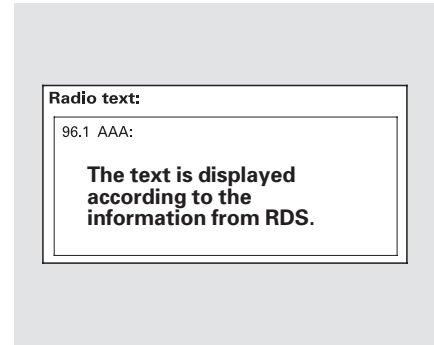 Radio text:
96.1 AAA:
The text is displayed
according to the
information from RDS.